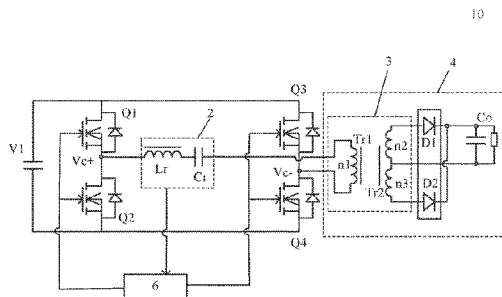 10
3
4
Q1
Q3
2
V1
Vc+
Lr
Cr
Vc-
Tr1
n1
n2
n3
Tr2
D1
D2
Co
Q2
Q4
6